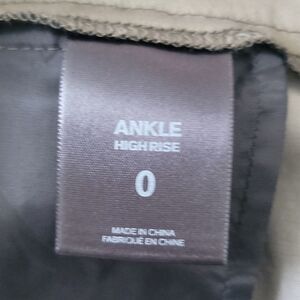 ANKLE
HIGH RISE
0
MADE IN CHINA
FABRIQUÉ EN CHINE